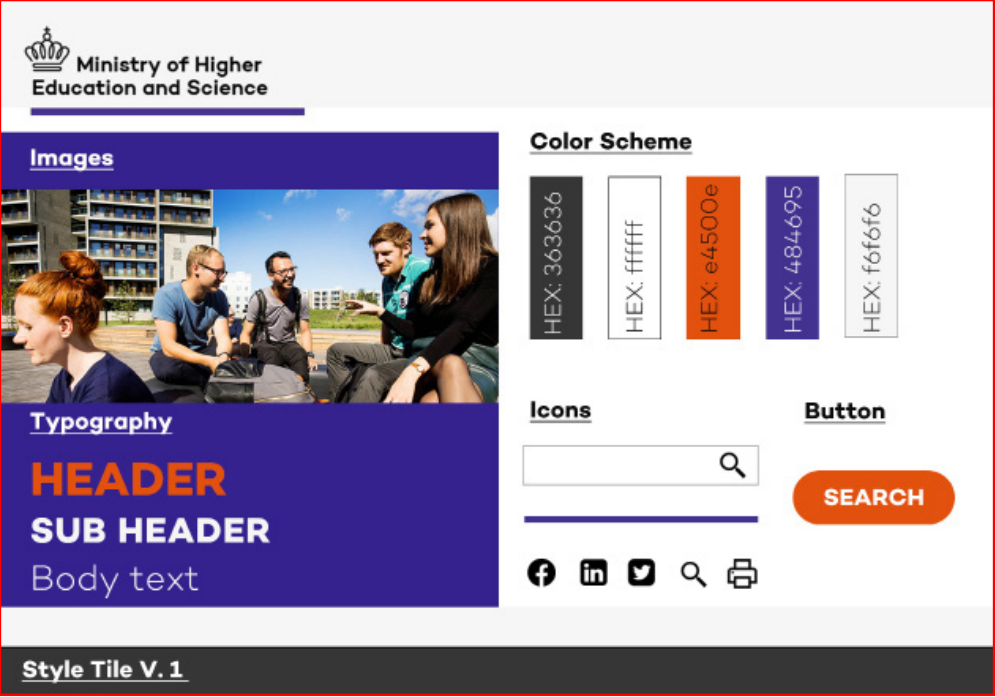 Ministry of Higher
Education and Science
Images
Typography
HEADER
SUB HEADER
Body text
Color Scheme
HEX: 363636
HEX: ffffff
HEX: e4500e
HEX: 484695
HEX: f6f6f6
Icons
Button
SEARCH
Style Tile V. 1